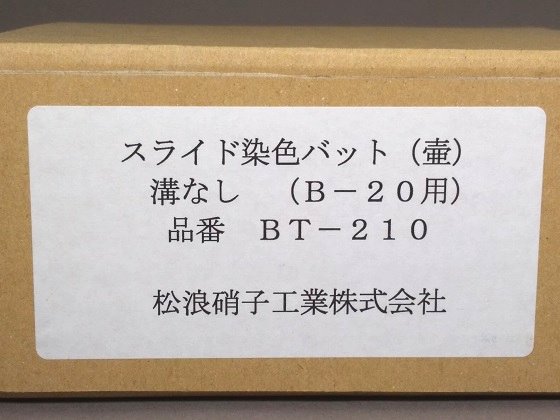 スライド染色バット（壷）
溝なし　（Ｂ－２０用）
品番　ＢＴ－２１０
松浪硝子工業株式会社